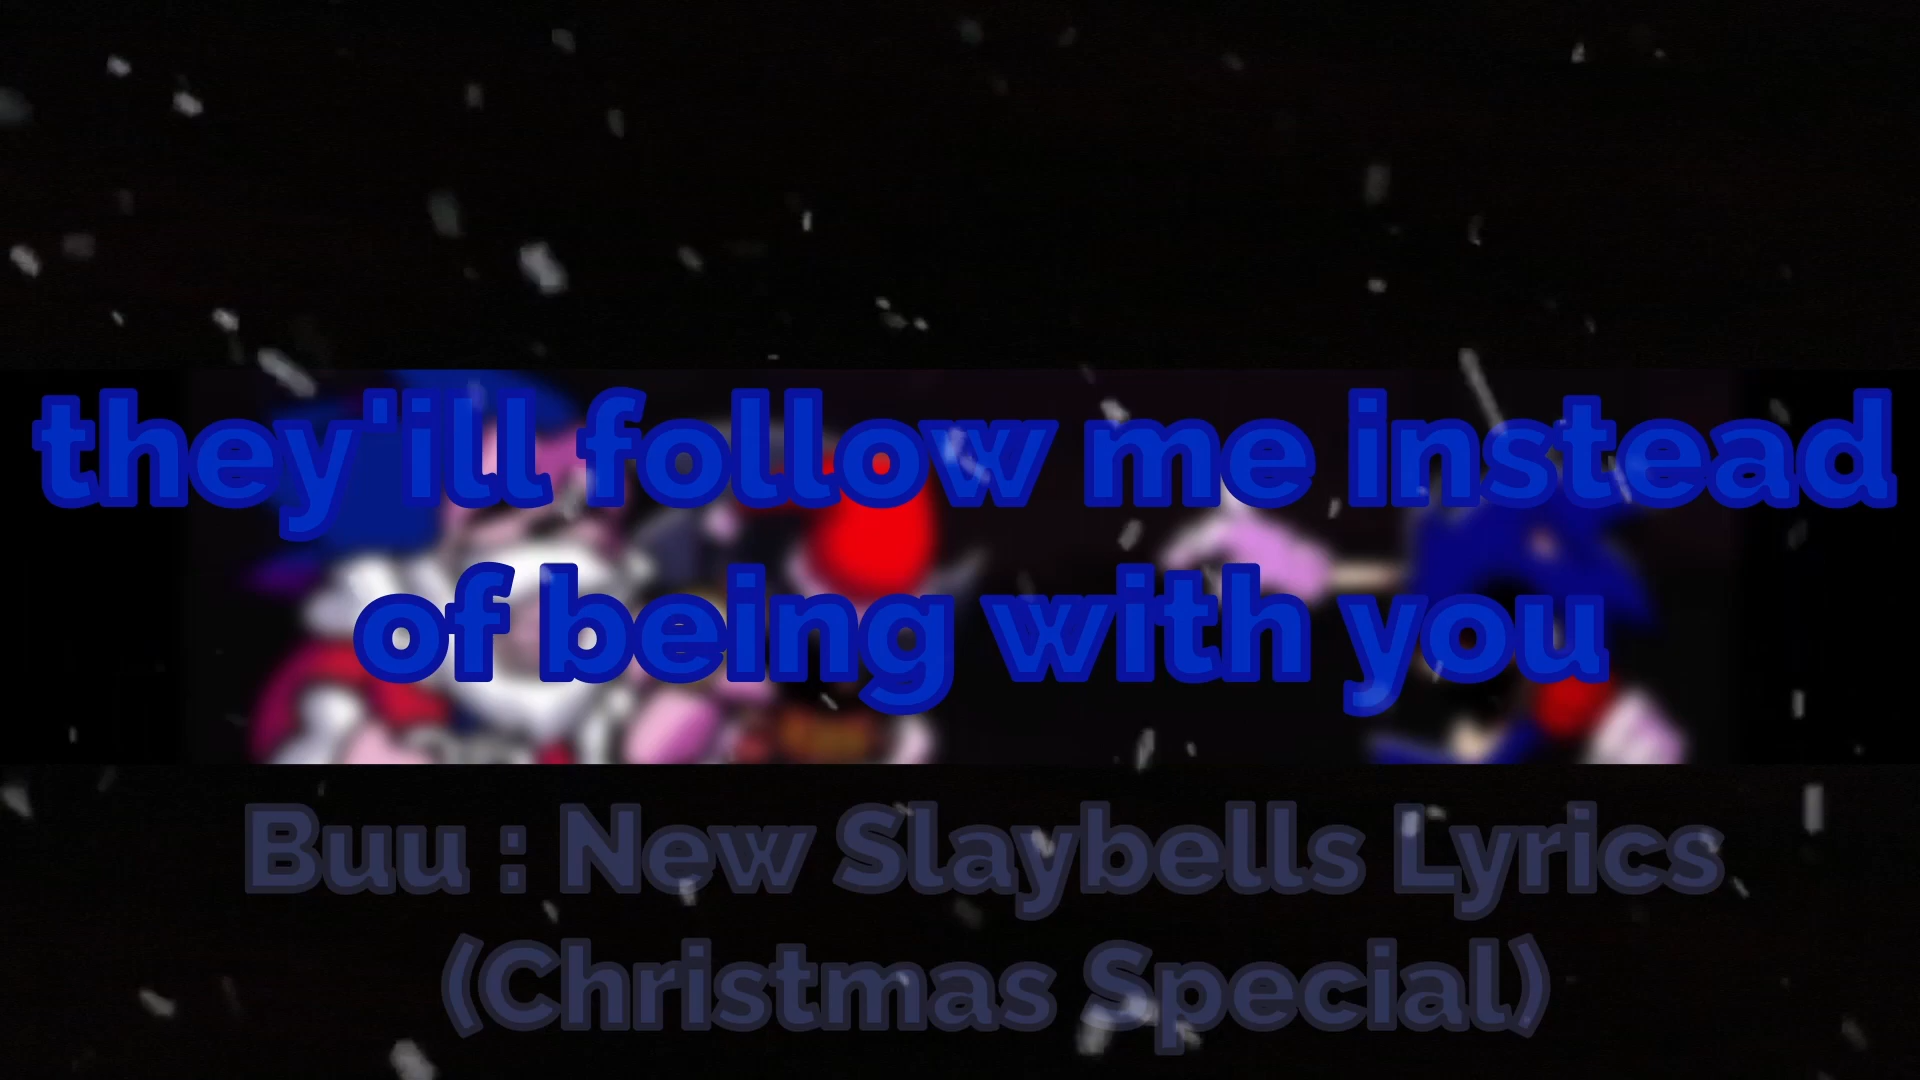 they'ill follow me instead
of being with you
Buu : New Slaybells Lyrics
(Christmas Special)